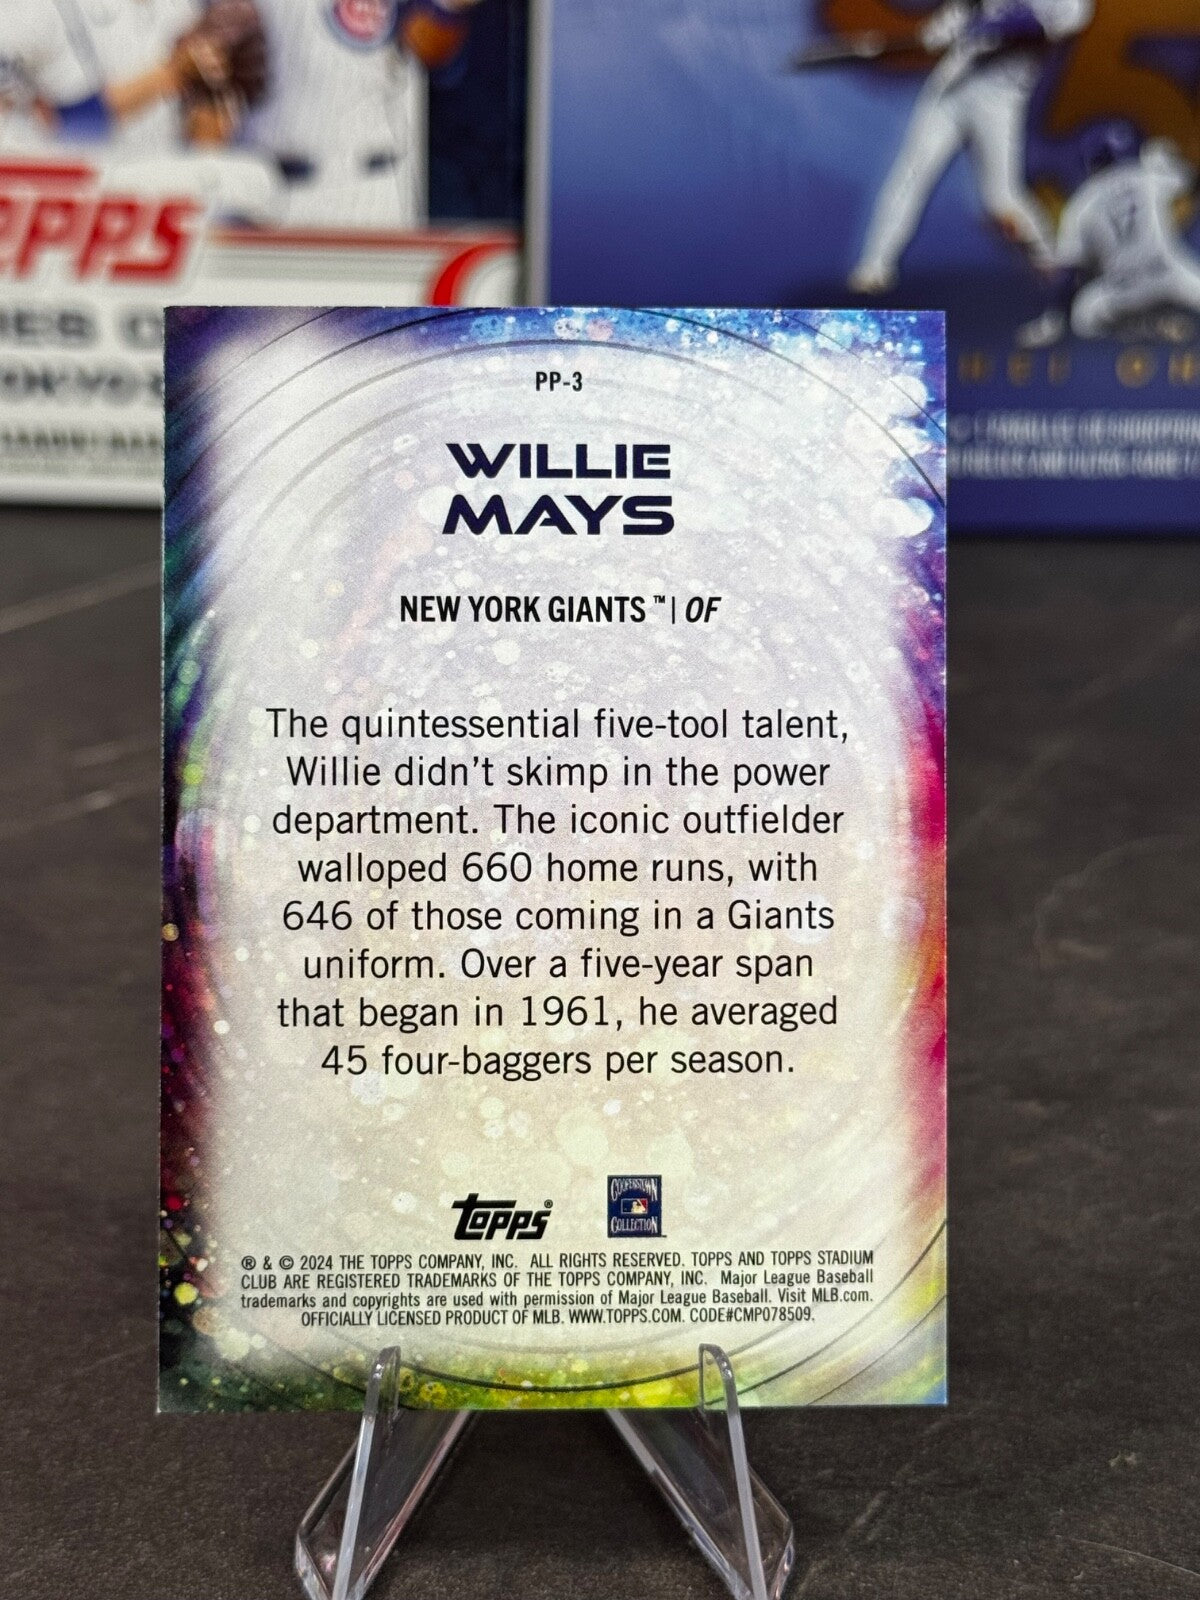 TOPPS
17
PP-3
WILLIE
MAYS
NEW YORK GIANTS™ | OF
The quintessential five-tool talent,
Willie didn't skimp in the power
department. The iconic outfielder
walloped 660 home runs, with
646 of those coming in a Giants
uniform. Over a five-year span
that began in 1961, he averaged
45 four-baggers per season.
topps®
COOPERSTOWN
COLLECTION™
® & © 2024 THE TOPPS COMPANY, INC. ALL RIGHTS RESERVED. TOPPS AND TOPPS STADIUM
CLUB ARE REGISTERED TRADEMARKS OF THE TOPPS COMPANY, INC. Major League Baseball
trademarks and copyrights are used with permission of Major League Baseball. Visit MLB.com.
OFFICIALLY LICENSED PRODUCT OF MLB. WWW.TOPPS.COM. CODE#CMP078509.